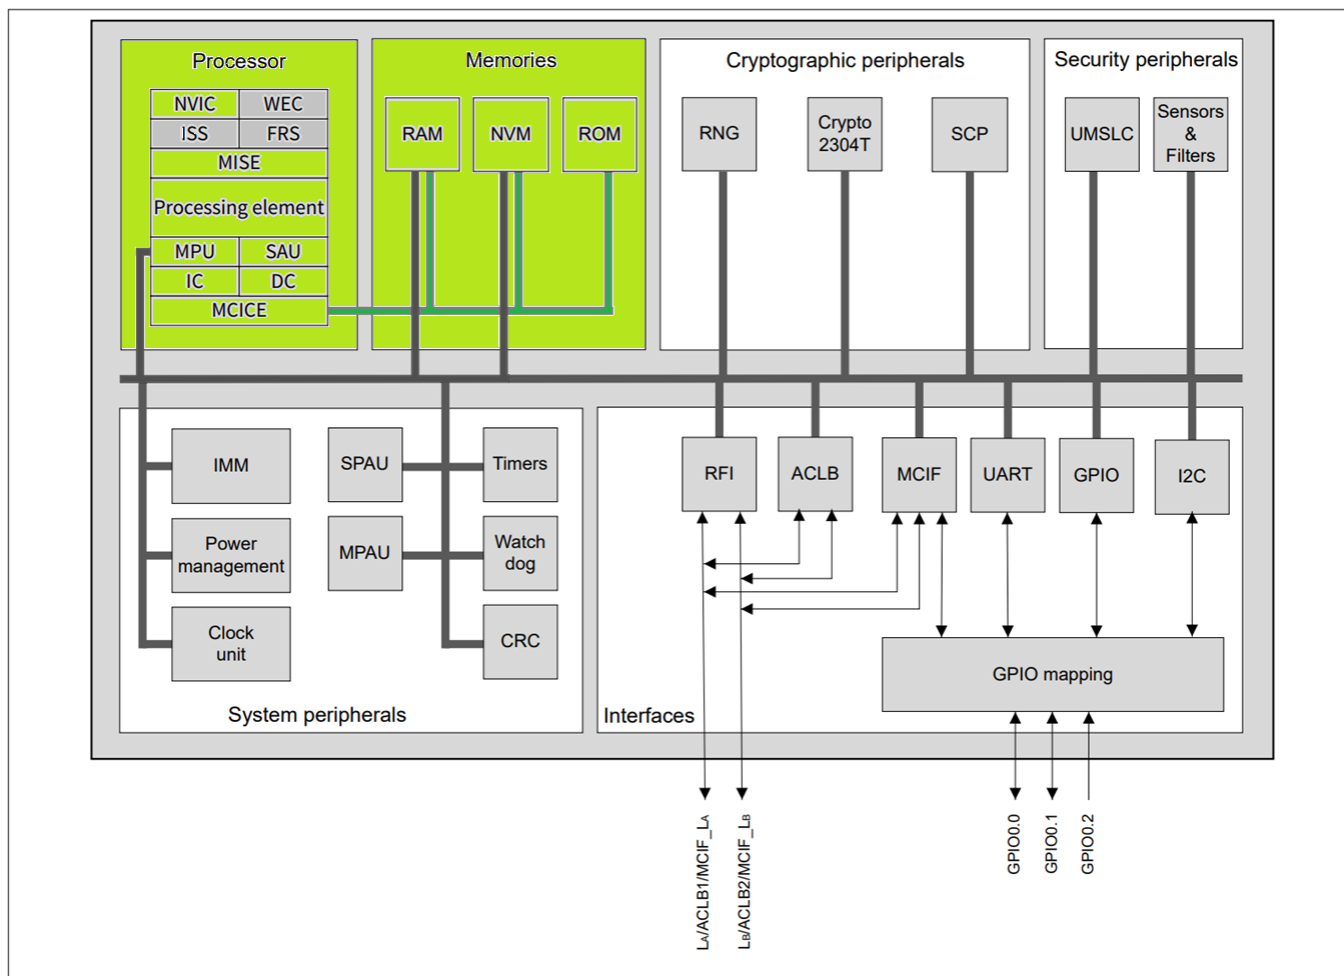 Processor
NVIC WEC
ISS FRS
MISE
Processing element
MPU SAU
IC DC
MCICE
Memories
RAM NVM ROM
Cryptographic peripherals
RNG
Crypto
2304T
SCP
Security peripherals
UMSLC
Sensors
&
Filters
IMM
Power
management
Clock
unit
SPAU
MPAU
Timers
Watch
dog
CRC
System peripherals
RFI ACLB MCIF UART GPIO I2C
GPIO mapping
Interfaces
LA/ACLB1/MCIF_LA
LB/ACLB2/MCIF_LB
GPIO0.0
GPIO0.1
GPIO0.2